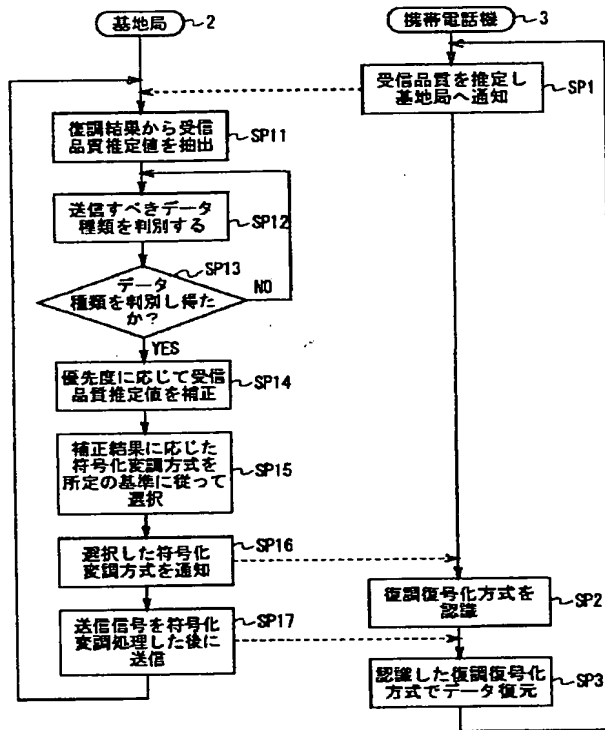 基地局
2
復調結果から受信
品質推定値を抽出
SP11
送信すべきデータ
種類を判別する
SP12
データ
種類を判別し得た
か?
SP13
NO
YES
優先度に応じて受信
品質推定値を補正
SP14
補正結果に応じた
符号化変調方式を
所定の基準に従って
選択
SP15
選択した符号化
変調方式を通知
SP16
送信信号を符号化
変調処理した後に
送信
SP17
携帯電話機
3
受信品質を推定し
基地局へ通知
SP1
復調復号化方式を
認識
SP2
認識した復調復号化
方式でデータ復元
SP3